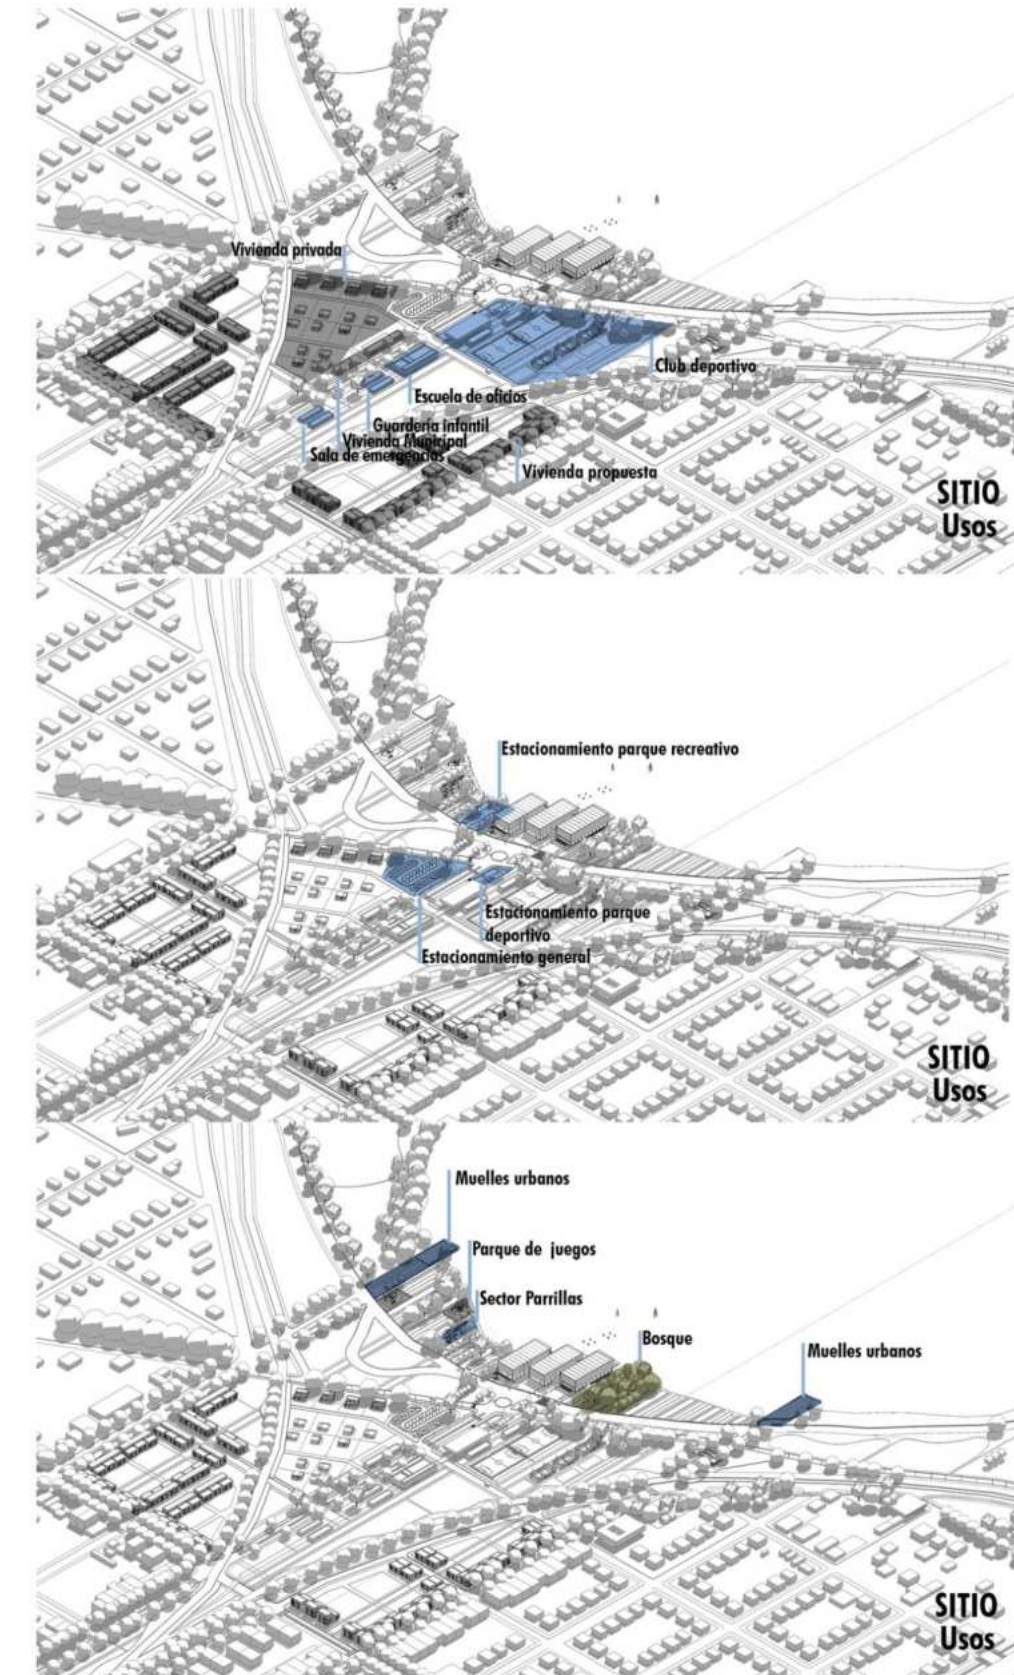 Vivienda privada
Club deportivo
Escuela de oficios
Guardería infantil
Vivienda Municipal
Sala de emergencias
Vivienda propuesta
SITIO
Usos
Estacionamiento parque recreativo
Estacionamiento parque
deportivo
Estacionamiento general
SITIO
Usos
Muelles urbanos
Parque de juegos
Sector Parrillas
Bosque
Muelles urbanos
SITIO
Usos